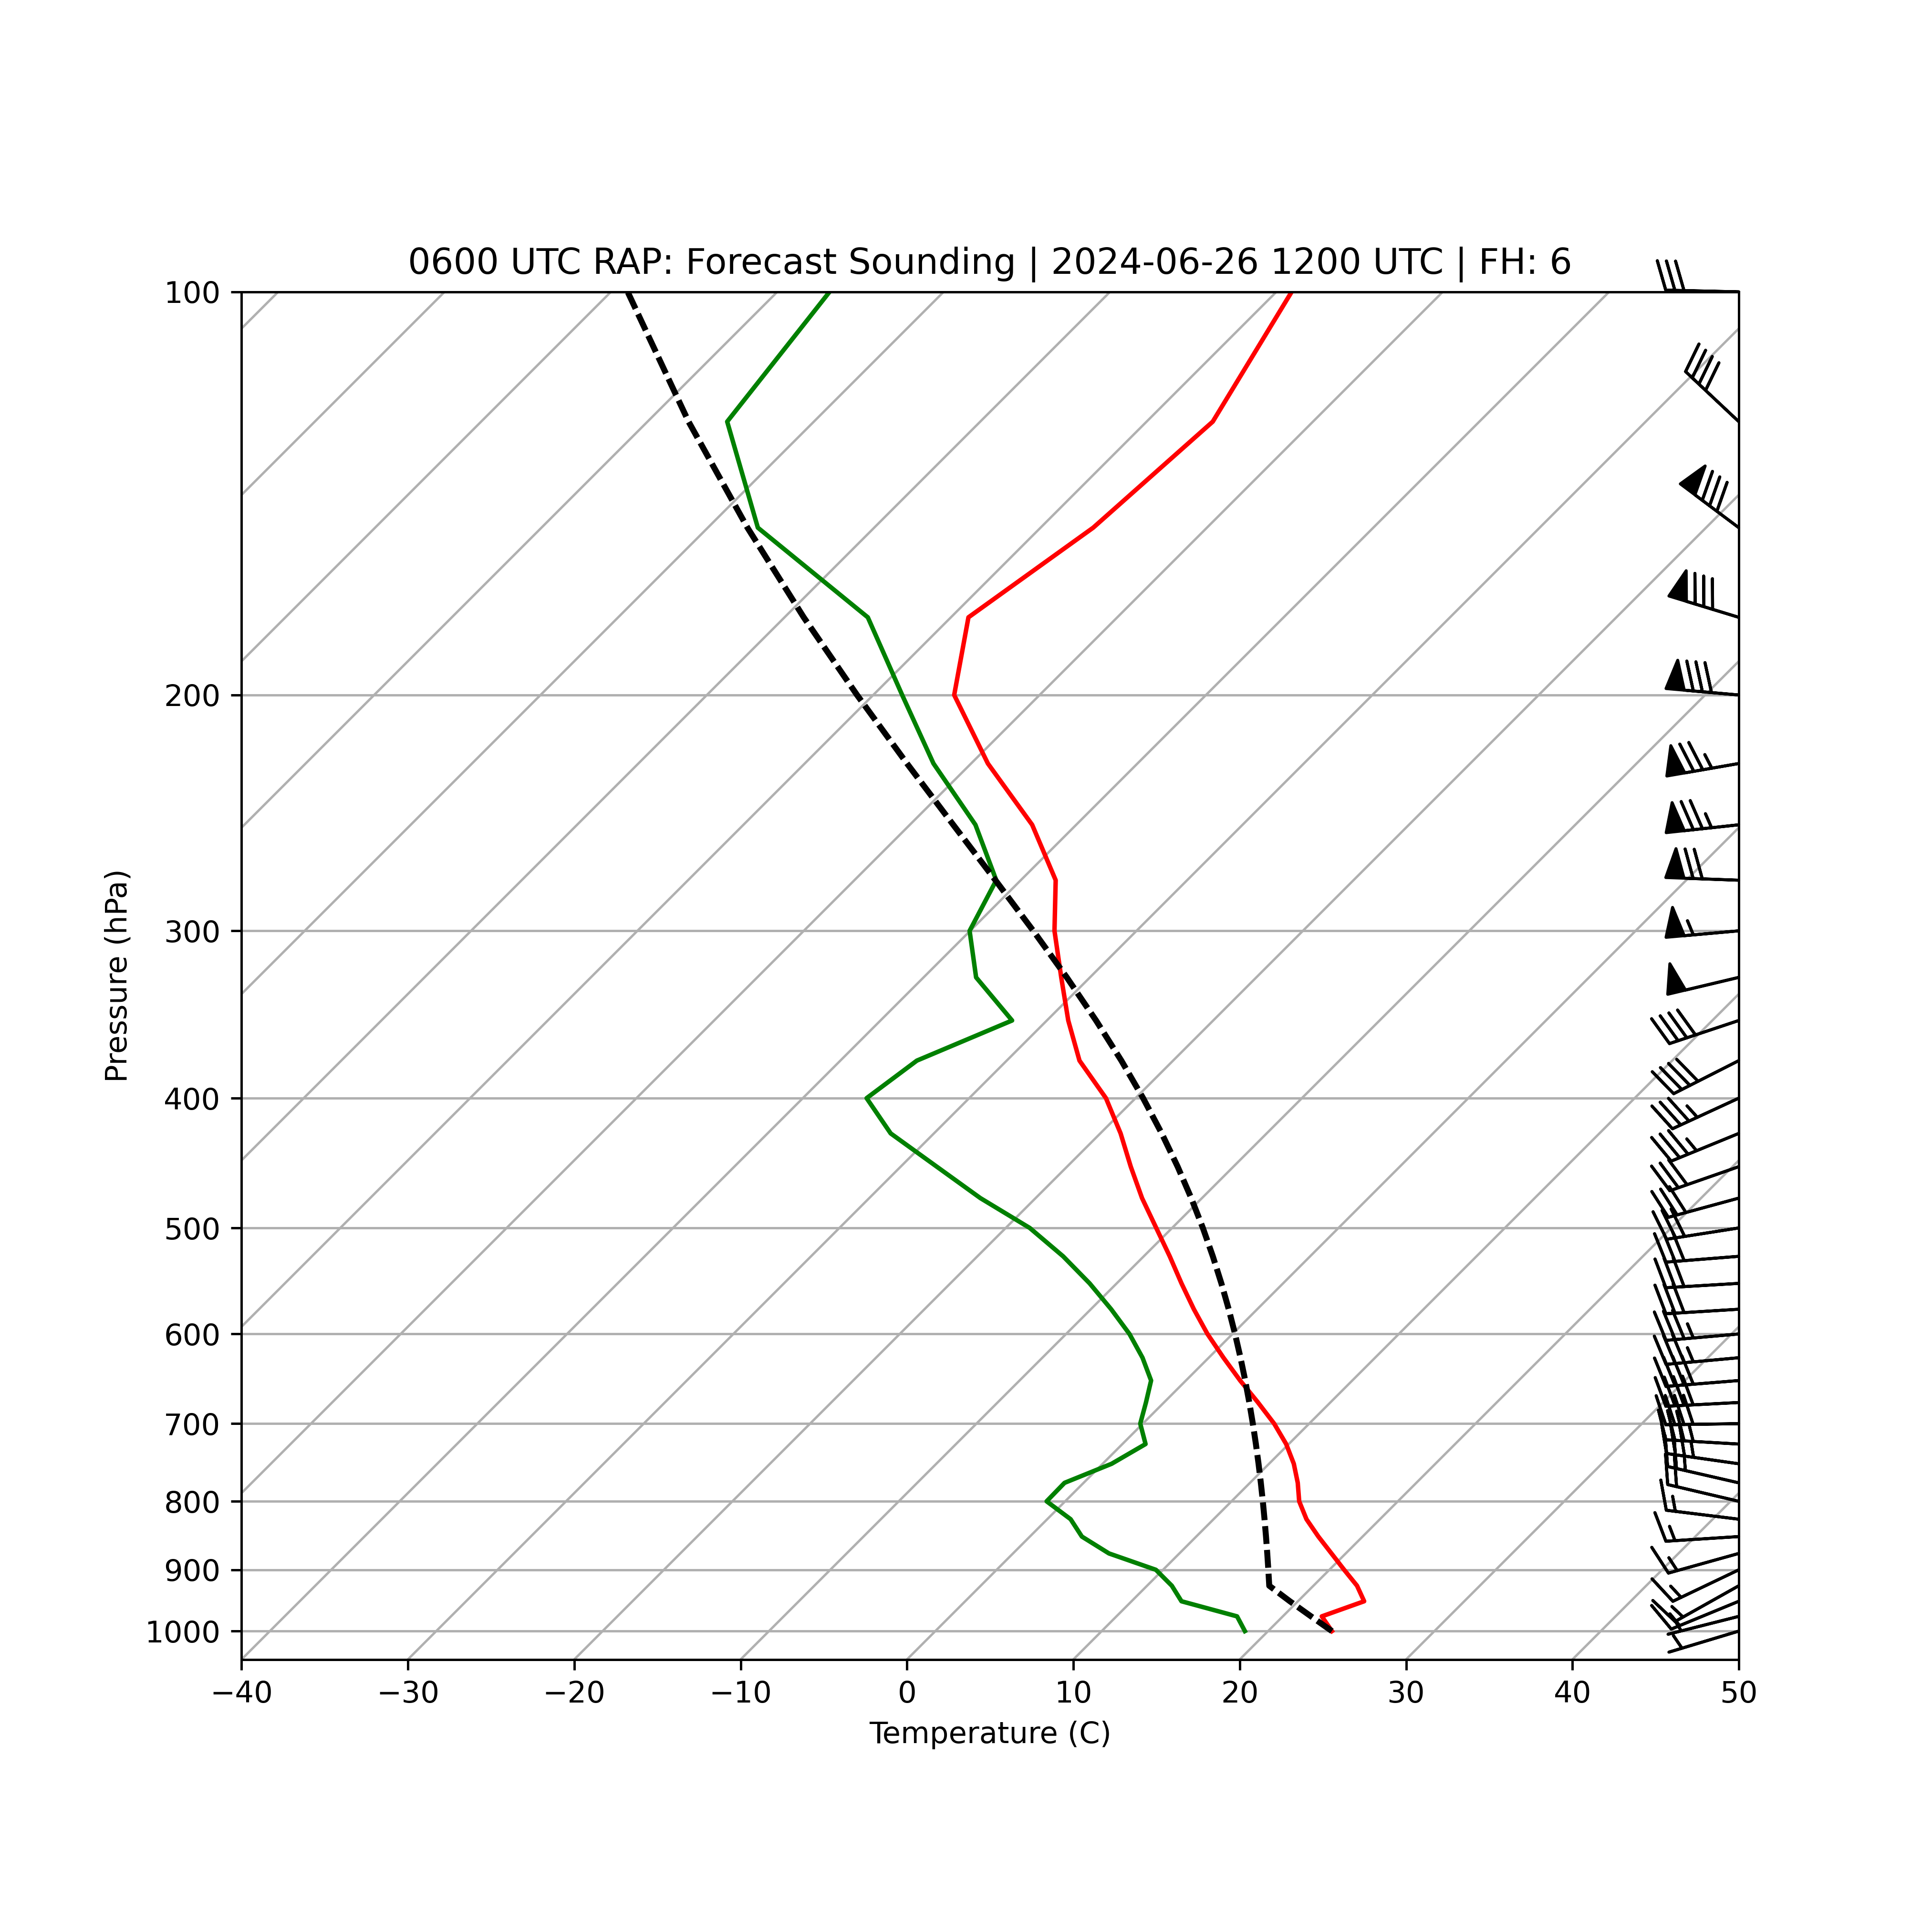 0600 UTC RAP: Forecast Sounding | 2024-06-26 1200 UTC | FH: 6
100
200
300
400
500
600
700
800
900
1000
Pressure (hPa)
−40 −30 −20 −10 0 10 20 30 40 50
Temperature (C)